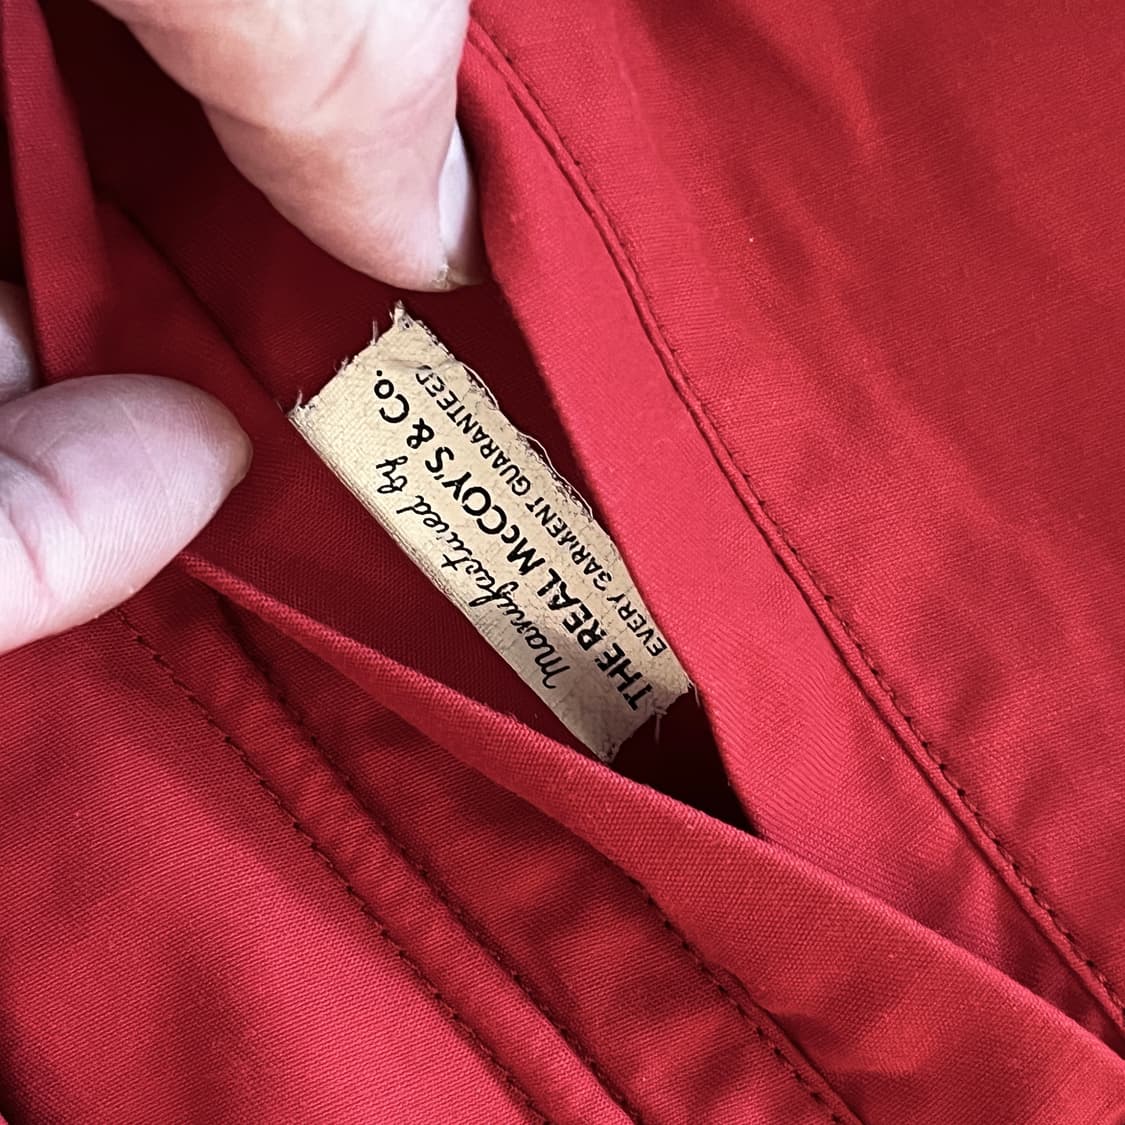 Manufactured by
THE REAL McCOY'S & Co.
EVERY GARMENT GUARANTEED